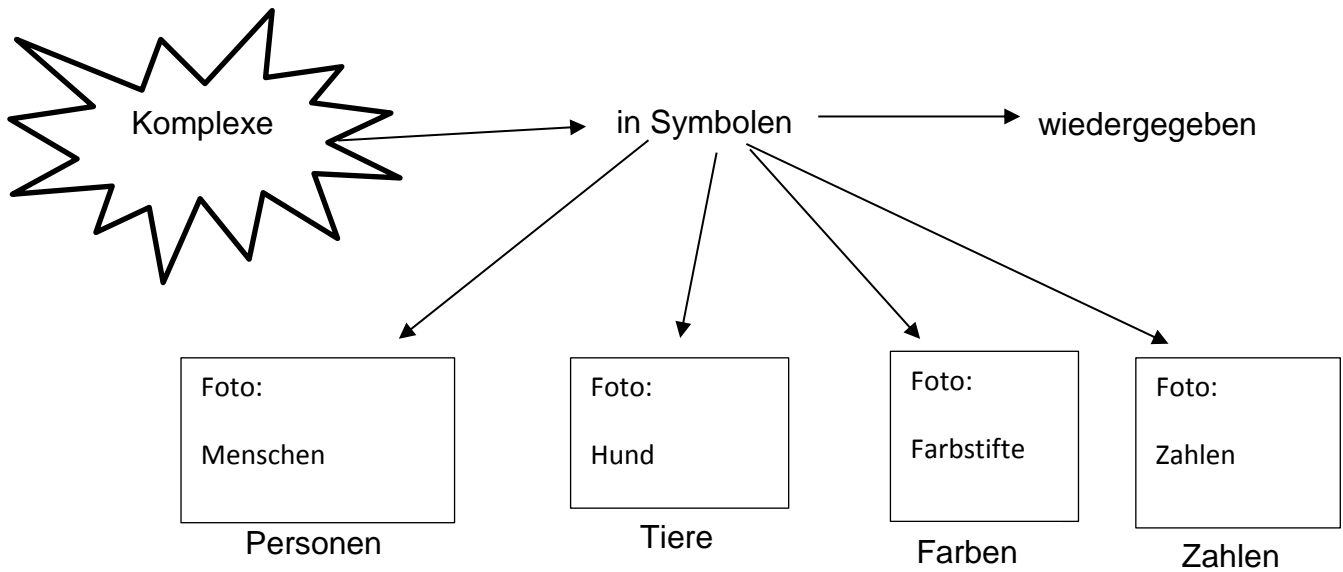 Komplexe
in Symbolen
wiedergegeben
Foto:
Menschen
Personen
Foto:
Hund
Tiere
Foto:
Farbstifte
Farben
Foto:
Zahlen
Zahlen